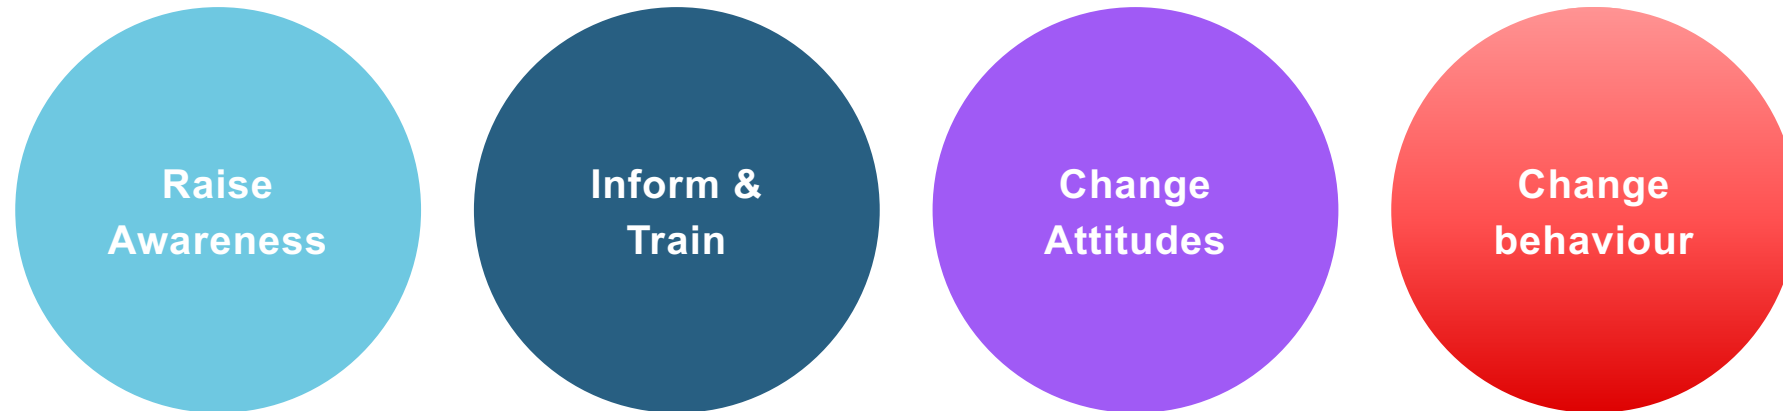 Raise
Awareness
Inform &
Train
Change
Attitudes
Change
behaviour